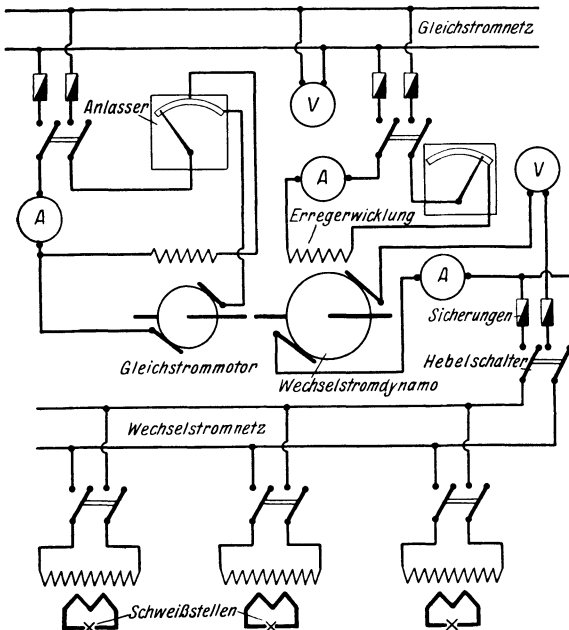 Gleichstromnetz
Anlasser
V
V
A
A
Erregerwicklung
A
Sicherungen
Gleichstrommotor
Hebelschalter
Wechselstromdynamo
Wechselstromnetz
Schweißstellen